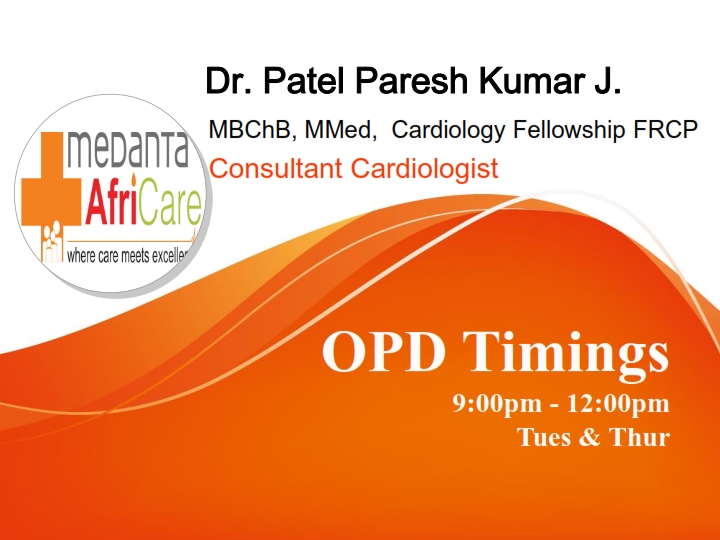 Dr. Patel Paresh Kumar J.
MBChB, MMed, Cardiology Fellowship FRCP
Consultant Cardiologist
meDanTa
AfriCare
where care meets
OPD Timings
9:00pm - 12:00pm
Tues & Thur